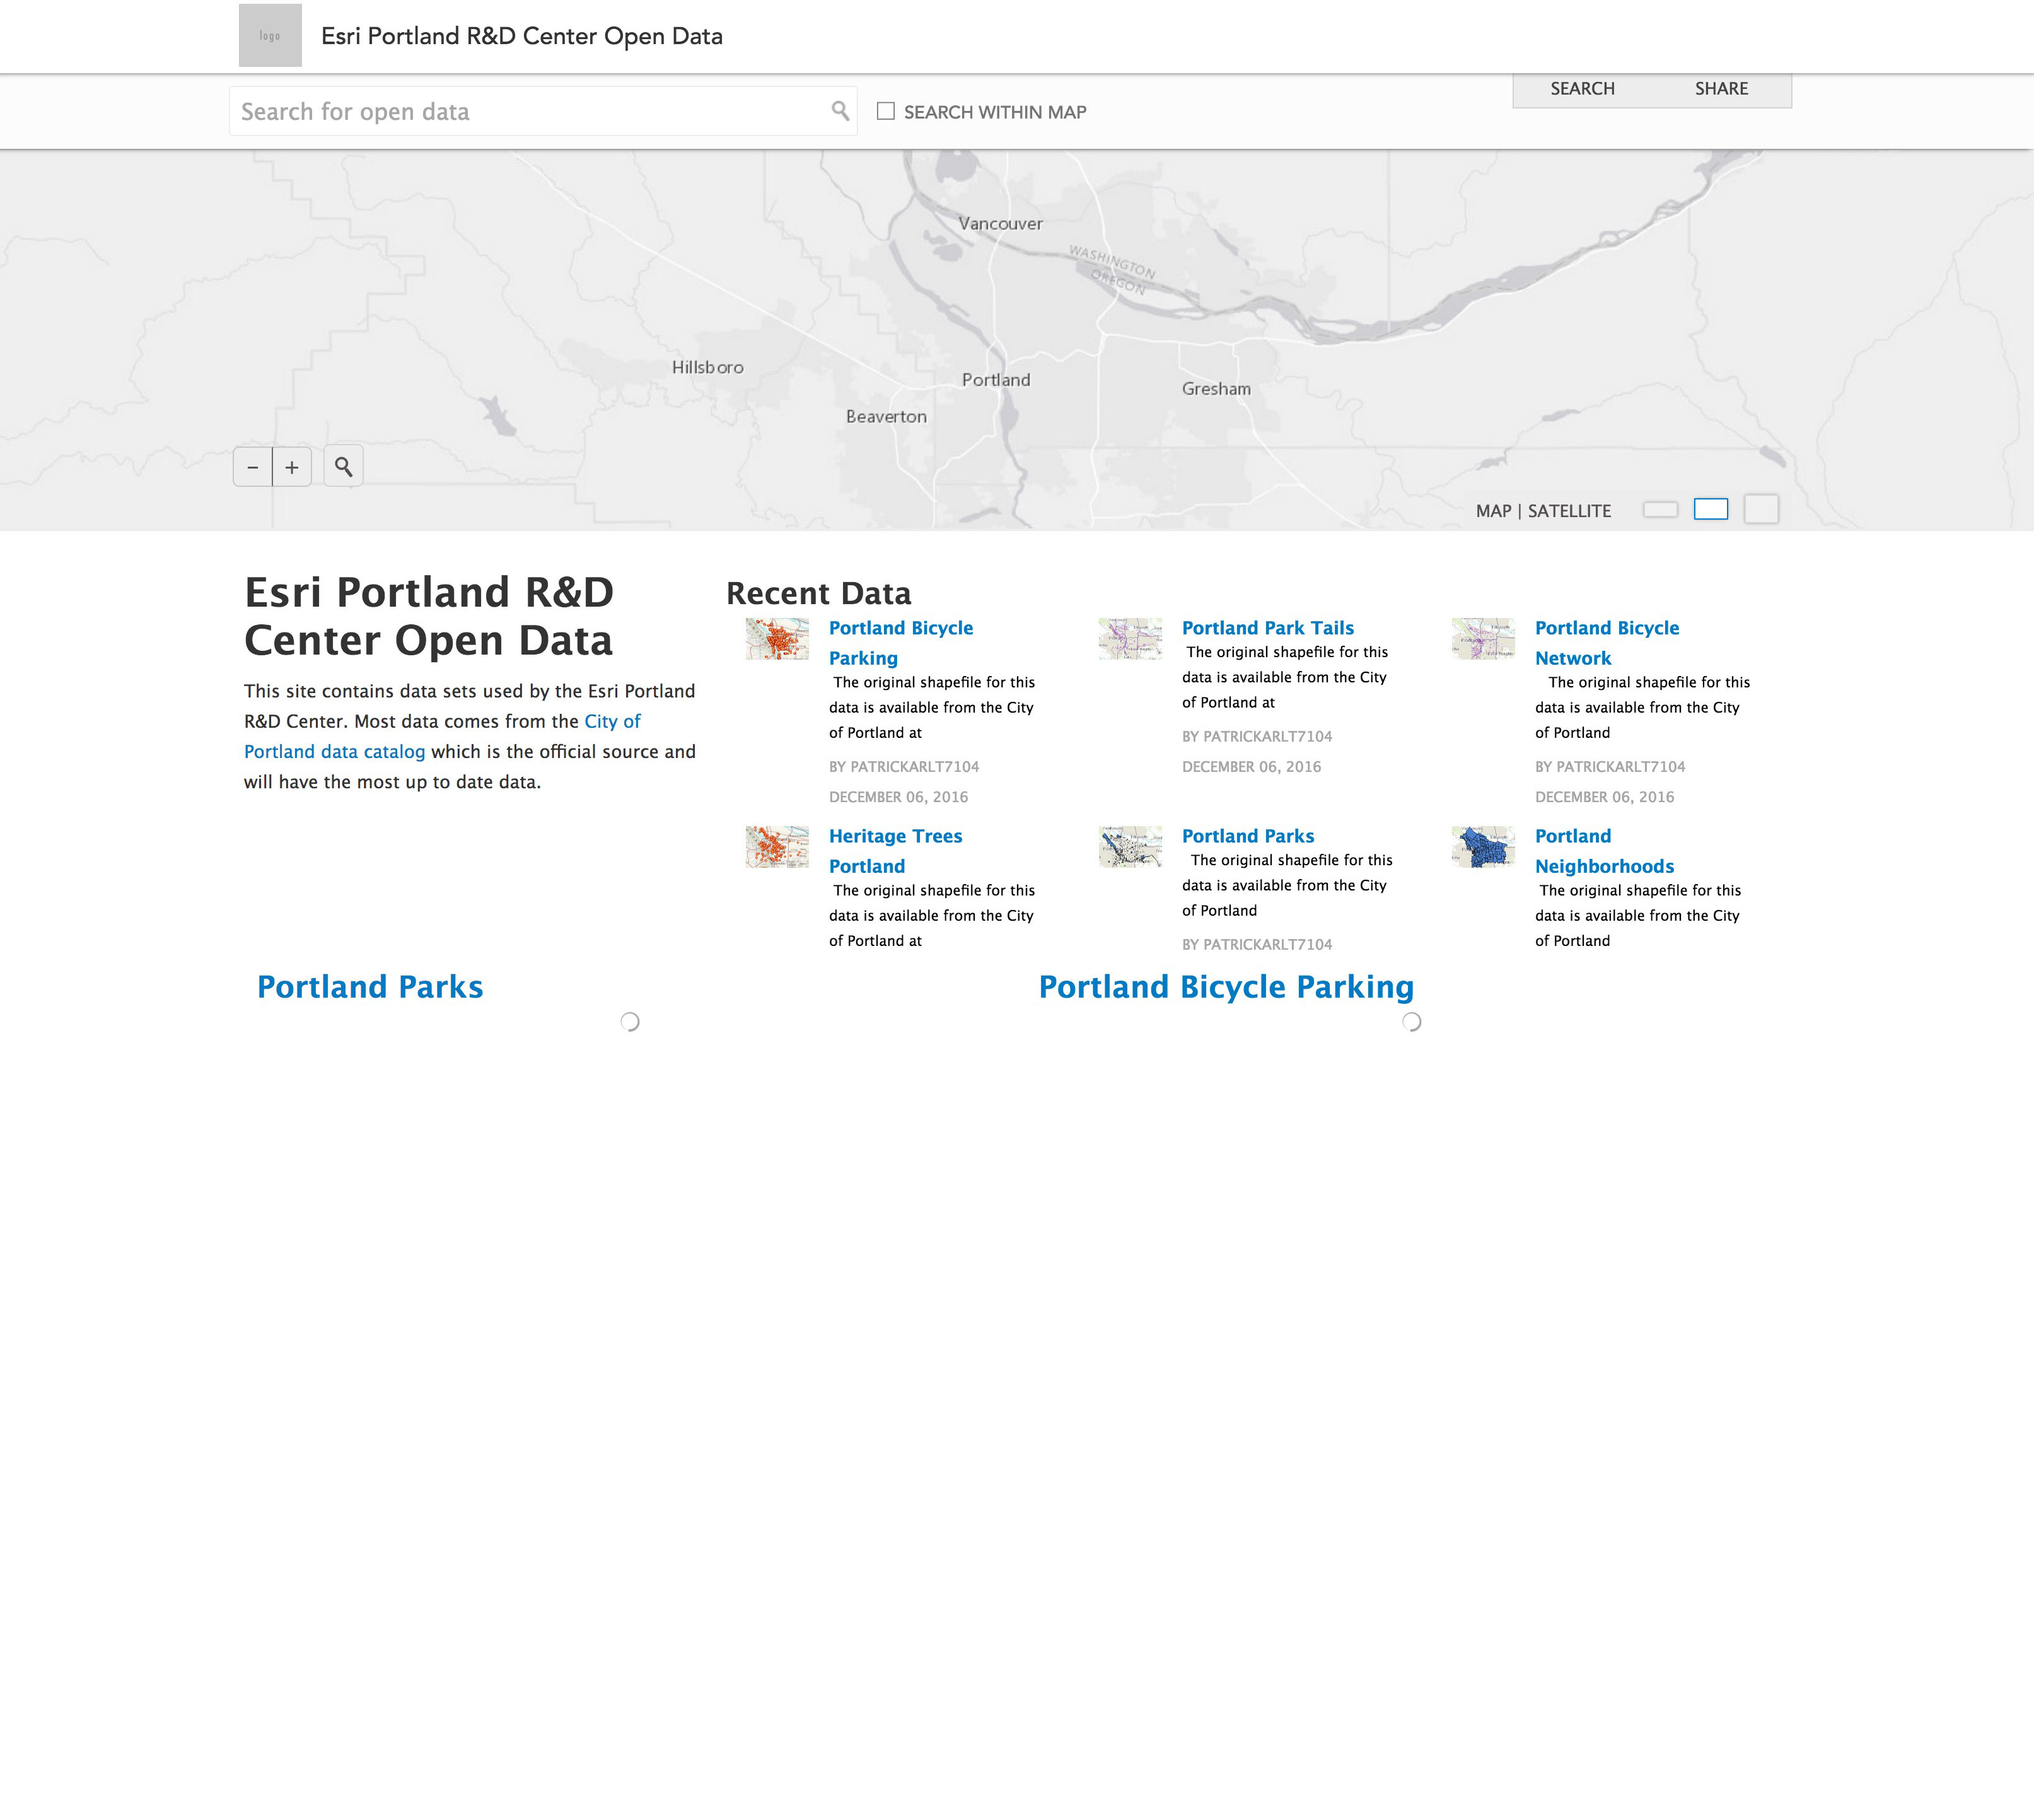 logo
Esri Portland R&D Center Open Data
Search for open data
SEARCH WITHIN MAP
SEARCH
SHARE
Vancouver
WASHINGTON
OREGON
Hillsboro
Portland
Gresham
Beaverton
− +
MAP | SATELLITE
Esri Portland R&D
Center Open Data
This site contains data sets used by the Esri Portland
R&D Center. Most data comes from the City of
Portland data catalog which is the official source and
will have the most up to date data.
Recent Data
Portland Bicycle
Parking
The original shapefile for this
data is available from the City
of Portland at
BY PATRICKARLT7104
DECEMBER 06, 2016
Portland Park Tails
The original shapefile for this
data is available from the City
of Portland at
BY PATRICKARLT7104
DECEMBER 06, 2016
Portland Bicycle
Network
The original shapefile for this
data is available from the City
of Portland
BY PATRICKARLT7104
DECEMBER 06, 2016
Heritage Trees
Portland
The original shapefile for this
data is available from the City
of Portland at
Portland Parks
The original shapefile for this
data is available from the City
of Portland
BY PATRICKARLT7104
Portland
Neighborhoods
The original shapefile for this
data is available from the City
of Portland
Portland Parks
Portland Bicycle Parking